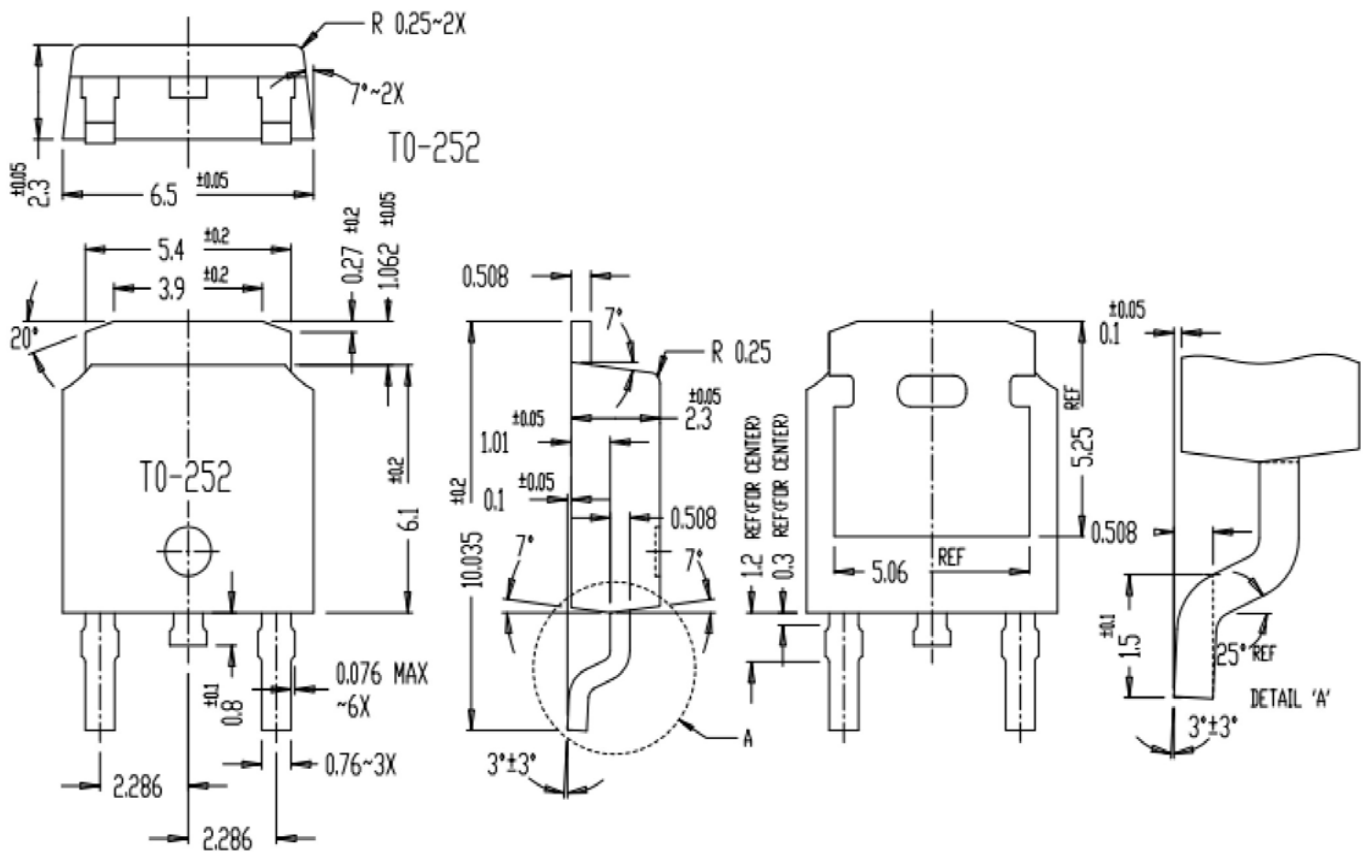 R 0.25~2X
7°~2X
TO-252
2.3 ±0.05
6.5 ±0.05
5.4 ±0.2
3.9 ±0.2
0.27 ±0.2
1.062 ±0.05
20°
TO-252
6.1 ±0.2
0.8 ±0.1
0.076 MAX
~6X
0.76~3X
2.286
2.286
0.508
7°
R 0.25
2.3 ±0.05
1.01 ±0.05
0.1 ±0.05
10.035 ±0.2
0.508
7°
7°
A
3°±3°
1.2 REF(FOR CENTER)
0.3 REF(FOR CENTER)
5.06 REF
5.25 REF
0.1 ±0.05
0.508
1.5 ±0.1
25° REF
DETAIL 'A'
3°±3°